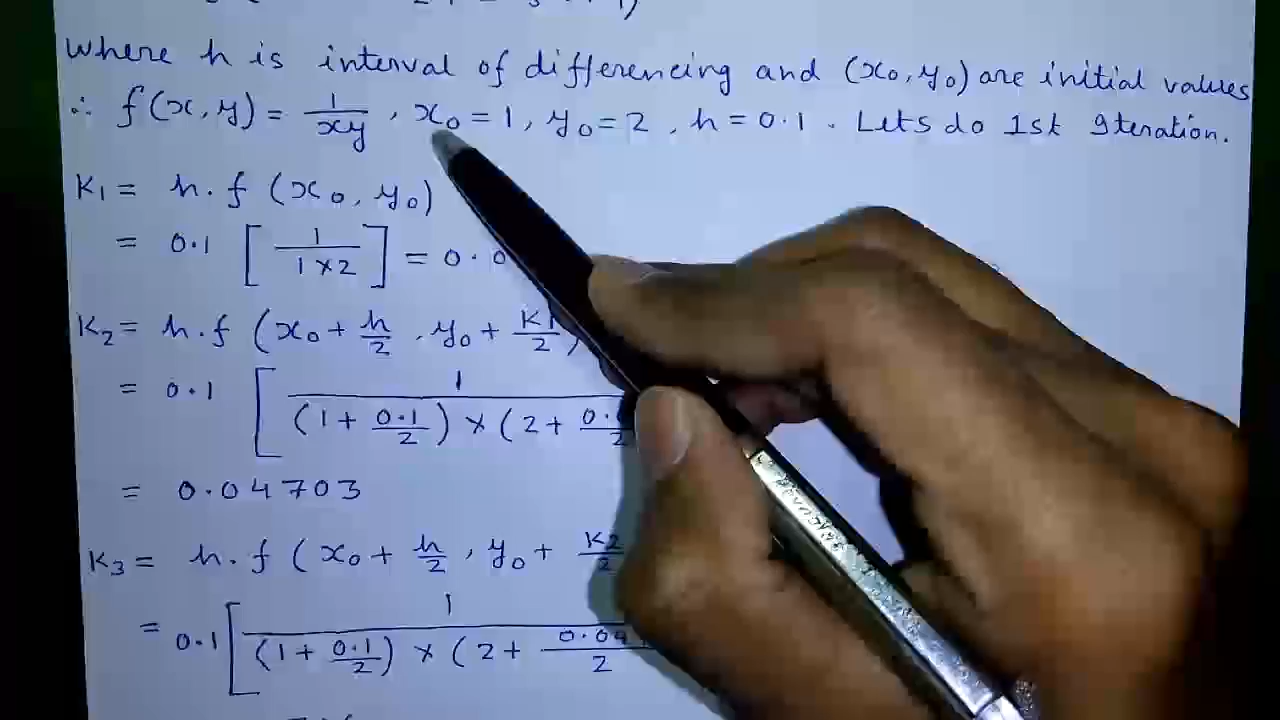 where h is interval of differencing and (x0, y0) are initial values
∴ f(x, y) = 1/xy , x0 = 1, y0 = 2 , h = 0.1 . Lets do 1st Iteration.
K1 = h.f (x0, y0)
= 0.1 [ 1/1×2 ] = 0.0
K2 = h.f (x0 + h/2 , y0 + K1/2)
= 0.1 [ 1/(1 + 0.1/2) × (2 + 0./2
= 0.04703
K3 = h.f (x0 + h/2 , y0 + K2/2
= 0.1 [ 1/(1 + 0.1/2) × (2 + 0.04/2